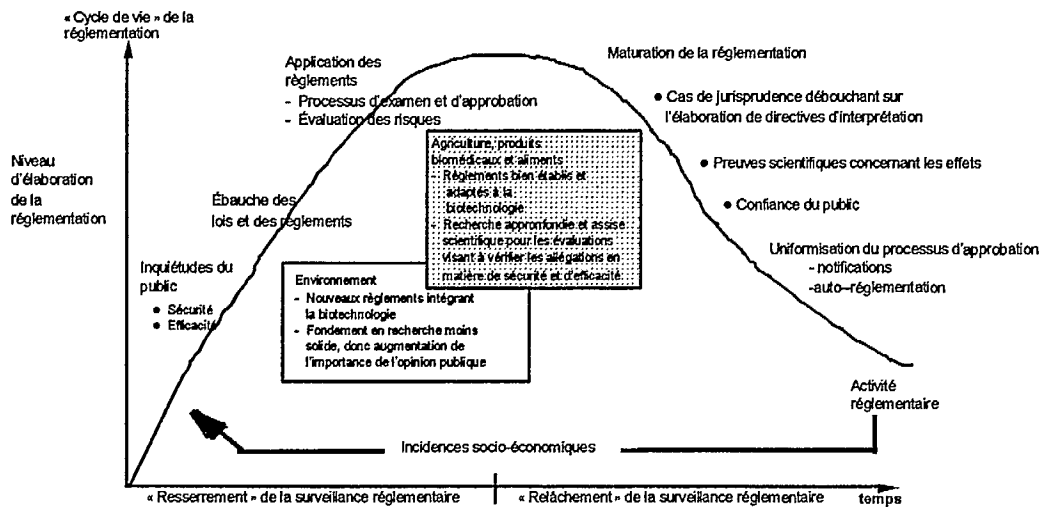 « Cycle de vie » de la
réglementation
Niveau
d'élaboration
de la
réglementation
Inquiétudes du
public
● Sécurité
● Efficacité
Ébauche des
lois et des règlements
Application des
règlements
- Processus d'examen et d'approbation
- Évaluation des risques
Agriculture, produits
biomédicaux et aliments
- Règlements bien établis et
adaptés à la
biotechnologie
- Recherche appronfondie et assise
scientifique pour les évaluations
visant à vérifier les allégations en
matière de sécurité et d'efficacité
Environnement
- Nouveaux règlements intégrant
la biotechnologie
- Fondement en recherche moins
solide, donc augmentation de
l'importance de l'opinion publique
Maturation de la réglementation
● Cas de jurisprudence débouchant sur
l'élaboration de directives d'interprétation
● Preuves scientifiques concernant les effets
● Confiance du public
Uniformisation du processus d'approbation
- notifications
-auto--réglementation
Activité
réglementaire
Incidences socio-économiques
« Resserrement » de la surveillance réglementaire
« Relâchement » de la surveillance réglementaire
temps